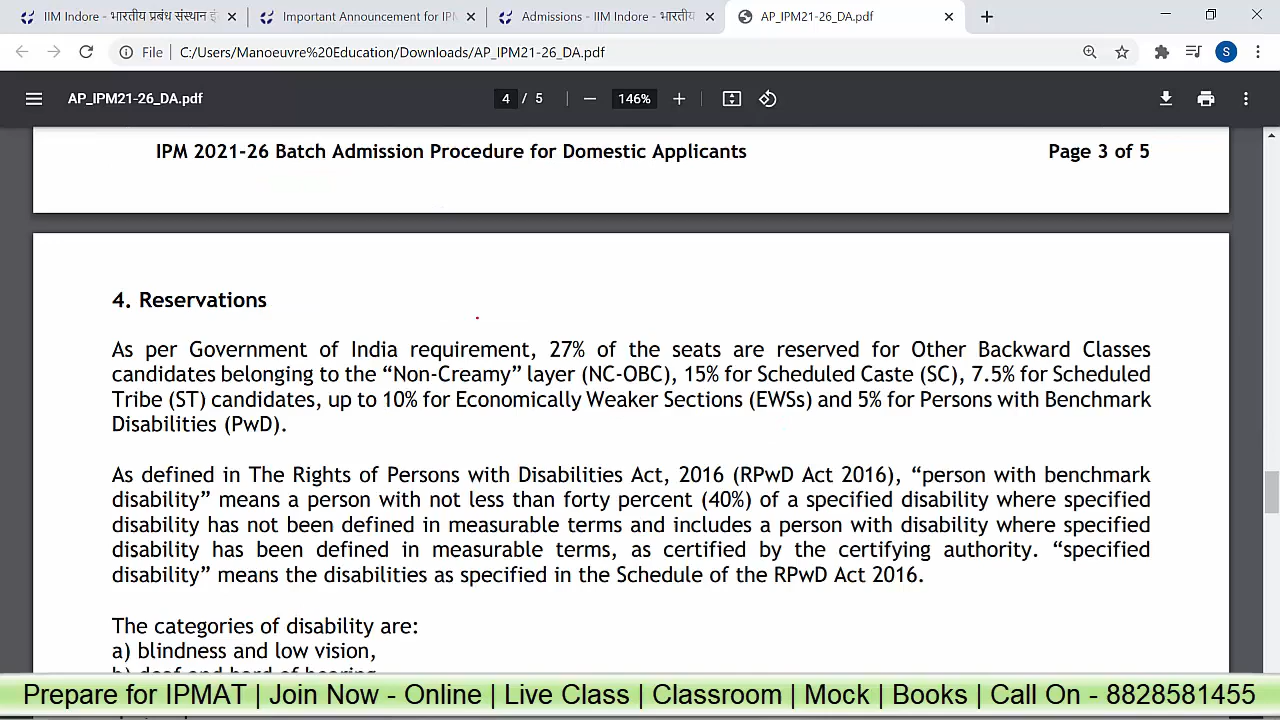 IIM Indore - भारतीय प्रबंध संस्थान इं
Important Announcement for IPM
Admissions - IIM Indore - भारतीय
AP_IPM21-26_DA.pdf
File | C:/Users/Manoeuvre%20Education/Downloads/AP_IPM21-26_DA.pdf
S
AP_IPM21-26_DA.pdf
4 / 5
146%
IPM 2021-26 Batch Admission Procedure for Domestic Applicants
Page 3 of 5
4. Reservations
As per Government of India requirement, 27% of the seats are reserved for Other Backward Classes
candidates belonging to the “Non-Creamy” layer (NC-OBC), 15% for Scheduled Caste (SC), 7.5% for Scheduled
Tribe (ST) candidates, up to 10% for Economically Weaker Sections (EWSs) and 5% for Persons with Benchmark
Disabilities (PwD).
As defined in The Rights of Persons with Disabilities Act, 2016 (RPwD Act 2016), “person with benchmark
disability” means a person with not less than forty percent (40%) of a specified disability where specified
disability has not been defined in measurable terms and includes a person with disability where specified
disability has been defined in measurable terms, as certified by the certifying authority. “specified
disability” means the disabilities as specified in the Schedule of the RPwD Act 2016.
The categories of disability are:
a) blindness and low vision,
b) deaf and hard of hearing
Prepare for IPMAT | Join Now - Online | Live Class | Classroom | Mock | Books | Call On - 8828581455